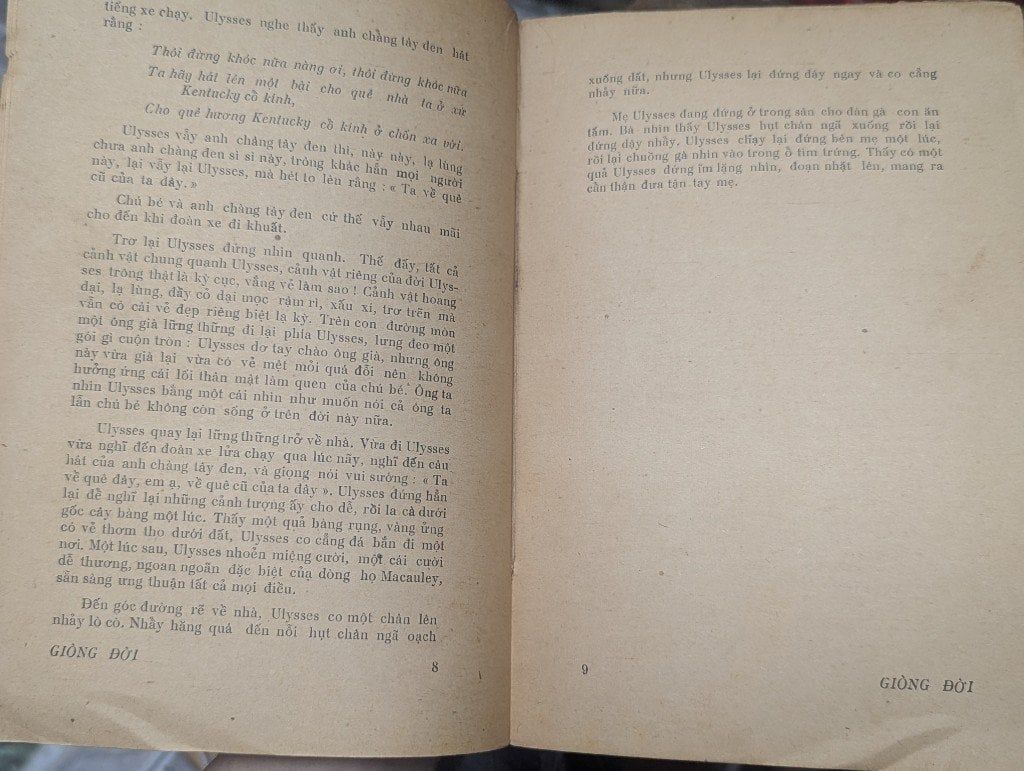 tiếng xe chạy. Ulysses nghe thấy anh chàng tây đen hát
rằng :
Thôi đừng khóc nữa nàng ơi, thôi đừng khóc nữa
Ta hãy hát lên một bài cho quê nhà ta ở xứ
Kentucky cổ kính,
Cho quê hương Kentucky cổ kính ở chốn xa vời.
Ulysses vẫy anh chàng tây đen thì, này này, lạ lùng
chưa anh chàng đen sì sì này, trông khác hẳn mọi người
này, lại vẫy lại Ulysses, mà hét to lên rằng : « Ta về quê
cũ của ta đây. »
Chú bé và anh chàng tây đen cứ thế vẫy nhau mãi
cho đến khi đoàn xe đi khuất.
Trơ lại Ulysses đứng nhìn quanh. Thế đấy, tất cả
cảnh vật chung quanh Ulysses, cảnh vật riêng của đời Ulys-
ses trông thật là kỳ cục, vắng vẻ làm sao ! Cảnh vật hoang
dại, lạ lùng, đầy cỏ dại mọc rậm rì, xấu xí, trơ trẽn mà
vẫn có cái vẻ đẹp riêng biệt lạ kỳ. Trên con đường mòn
một ông già lững thững đi lại phía Ulysses, lưng đeo một
gói gì cuộn tròn : Ulysses dơ tay chào ông già, nhưng ông
này vừa già lại vừa có vẻ mệt mỏi quá đỗi nên không
hưởng ứng cái lối thân mật làm quen của chú bé. Ông ta
nhìn Ulysses bằng một cái nhìn như muốn nói cả ông ta
lẫn chú bé không còn sống ở trên đời này nữa.
Ulysses quay lại lững thững trở về nhà. Vừa đi Ulysses
vừa nghĩ đến đoàn xe lửa chạy qua lúc nãy, nghĩ đến câu
hát của anh chàng tây đen, và giọng nói vui sướng : « Ta
về quê đây, em ạ, về quê cũ của ta đây ». Ulysses đứng hẳn
lại để nghĩ lại những cảnh tượng ấy cho dễ, rồi la cà dưới
gốc cây bàng một lúc. Thấy một quả bàng rụng, vàng ửng
có vẻ thơm tho dưới đất, Ulysses co cẳng đá bắn đi một
nơi. Một lúc sau, Ulysses nhoẻn miệng cười, một cái cười
dễ thương, ngoan ngoãn đặc biệt của dòng họ Macauley,
sẵn sàng ưng thuận tất cả mọi điều.
Đến góc đường rẽ về nhà, Ulysses co một chân lên
nhảy lò cò. Nhảy hăng quá đến nỗi hụt chân ngã oạch
GIÒNG ĐỜI
8
xuống đất, nhưng Ulysses lại đứng dậy ngay và co cẳng
nhảy nữa.
Mẹ Ulysses đang đứng ở trong sân cho đàn gà con ăn
tấm. Bà nhìn thấy Ulysses hụt chân ngã xuống rồi lại
đứng dậy nhảy. Ulysses chạy lại đứng bên mẹ một lúc,
rồi lại chuồng gà nhìn vào trong ổ tìm trứng. Thấy có một
quả Ulysses đứng im lặng nhìn, đoạn nhặt lên, mang ra
cẩn thận đưa tận tay mẹ.
9
GIÒNG ĐỜI